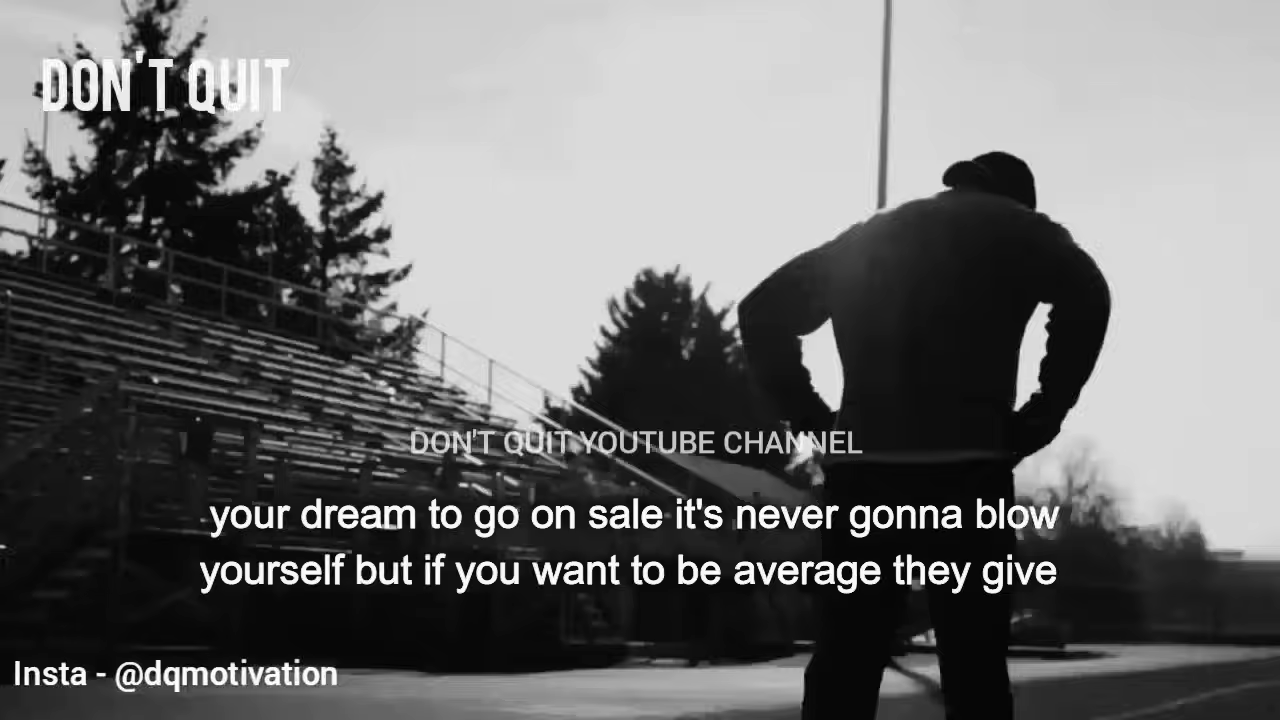 DON'T QUIT
DON'T QUIT YOUTUBE CHANNEL
your dream to go on sale it's never gonna blow
yourself but if you want to be average they give
Insta - @dqmotivation